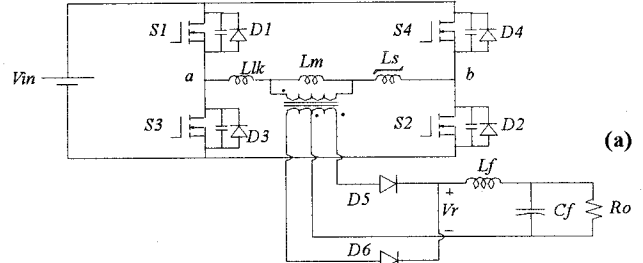 S1 D1 S4 D4
Vin a Llk Lm Ls b
S3 D3 S2 D2
(a)
D5 + Vr - Lf Cf Ro
D6